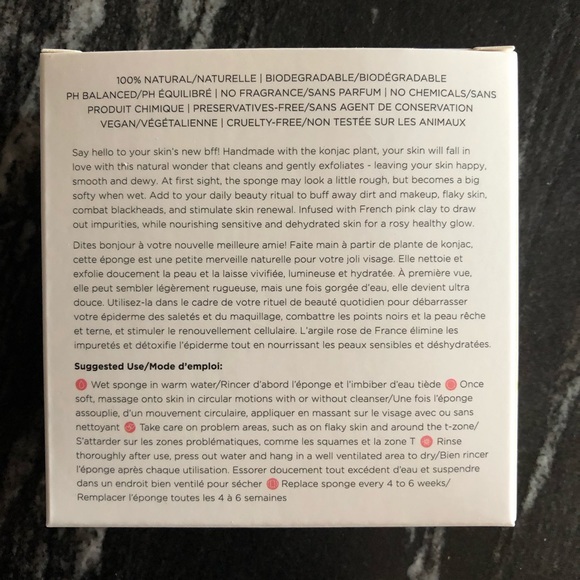 100% NATURAL/NATURELLE | BIODEGRADABLE/BIODÉGRADABLE
PH BALANCED/PH ÉQUILIBRÉ | NO FRAGRANCE/SANS PARFUM | NO CHEMICALS/SANS
PRODUIT CHIMIQUE | PRESERVATIVES-FREE/SANS AGENT DE CONSERVATION
VEGAN/VÉGÉTALIENNE | CRUELTY-FREE/NON TESTÉE SUR LES ANIMAUX
Say hello to your skin's new bff! Handmade with the konjac plant, your skin will fall in
love with this natural wonder that cleans and gently exfoliates - leaving your skin happy,
smooth and dewy. At first sight, the sponge may look a little rough, but becomes a big
softy when wet. Add to your daily beauty ritual to buff away dirt and makeup, flaky skin,
combat blackheads, and stimulate skin renewal. Infused with French pink clay to draw
out impurities, while nourishing sensitive and dehydrated skin for a rosy healthy glow.
Dites bonjour à votre nouvelle meilleure amie! Faite main à partir de plante de konjac,
cette éponge est une petite merveille naturelle pour votre joli visage. Elle nettoie et
exfolie doucement la peau et la laisse vivifiée, lumineuse et hydratée. À première vue,
elle peut sembler légèrement rugueuse, mais une fois gorgée d'eau, elle devient ultra
douce. Utilisez-la dans le cadre de votre rituel de beauté quotidien pour débarrasser
votre épiderme des saletés et du maquillage, combattre les points noirs et la peau rêche
et terne, et stimuler le renouvellement cellulaire. L'argile rose de France élimine les
impuretés et détoxifie l'épiderme tout en nourrissant les peaux sensibles et déshydratées.
Suggested Use/Mode d'emploi:
Wet sponge in warm water/Rincer d'abord l'éponge et l'imbiber d'eau tiède Once
soft, massage onto skin in circular motions with or without cleanser/Une fois l'éponge
assouplie, d'un mouvement circulaire, appliquer en massant sur le visage avec ou sans
nettoyant Take care on problem areas, such as on flaky skin and around the t-zone/
S'attarder sur les zones problématiques, comme les squames et la zone T Rinse
thoroughly after use, press out water and hang in a well ventilated area to dry/Bien rincer
l'éponge après chaque utilisation. Essorer doucement tout excédent d'eau et suspendre
dans un endroit bien ventilé pour sécher Replace sponge every 4 to 6 weeks/
Remplacer l'éponge toutes les 4 à 6 semaines